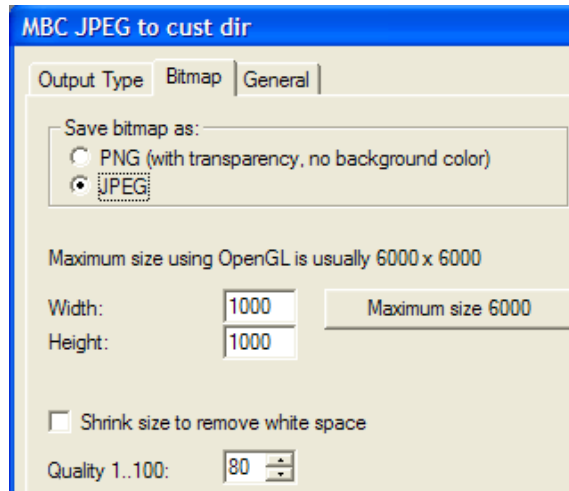 MBC JPEG to cust dir
Output Type Bitmap General
Save bitmap as:
PNG (with transparency, no background color)
JPEG
Maximum size using OpenGL is usually 6000 x 6000
Width: 1000 Maximum size 6000
Height: 1000
Shrink size to remove white space
Quality 1..100: 80